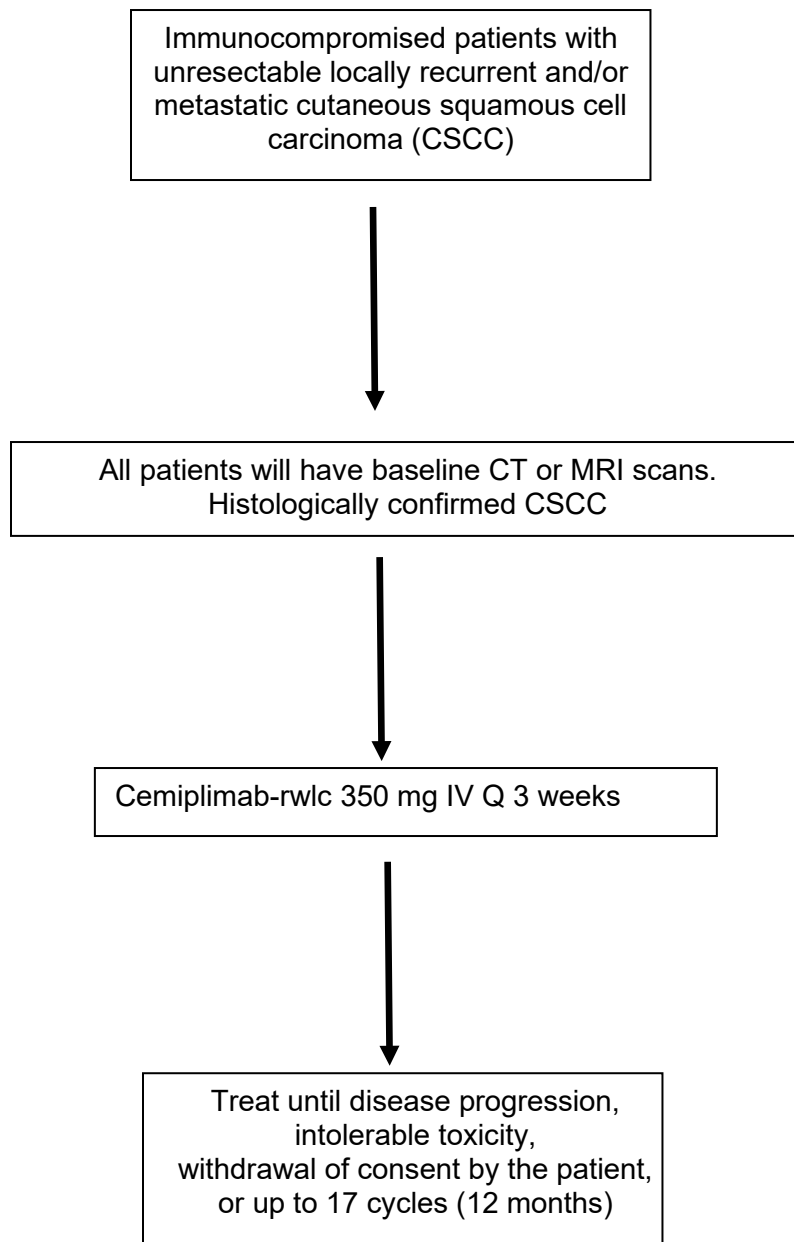 Immunocompromised patients with
unresectable locally recurrent and/or
metastatic cutaneous squamous cell
carcinoma (CSCC)
All patients will have baseline CT or MRI scans.
Histologically confirmed CSCC
Cemiplimab-rwlc 350 mg IV Q 3 weeks
Treat until disease progression,
intolerable toxicity,
withdrawal of consent by the patient,
or up to 17 cycles (12 months)